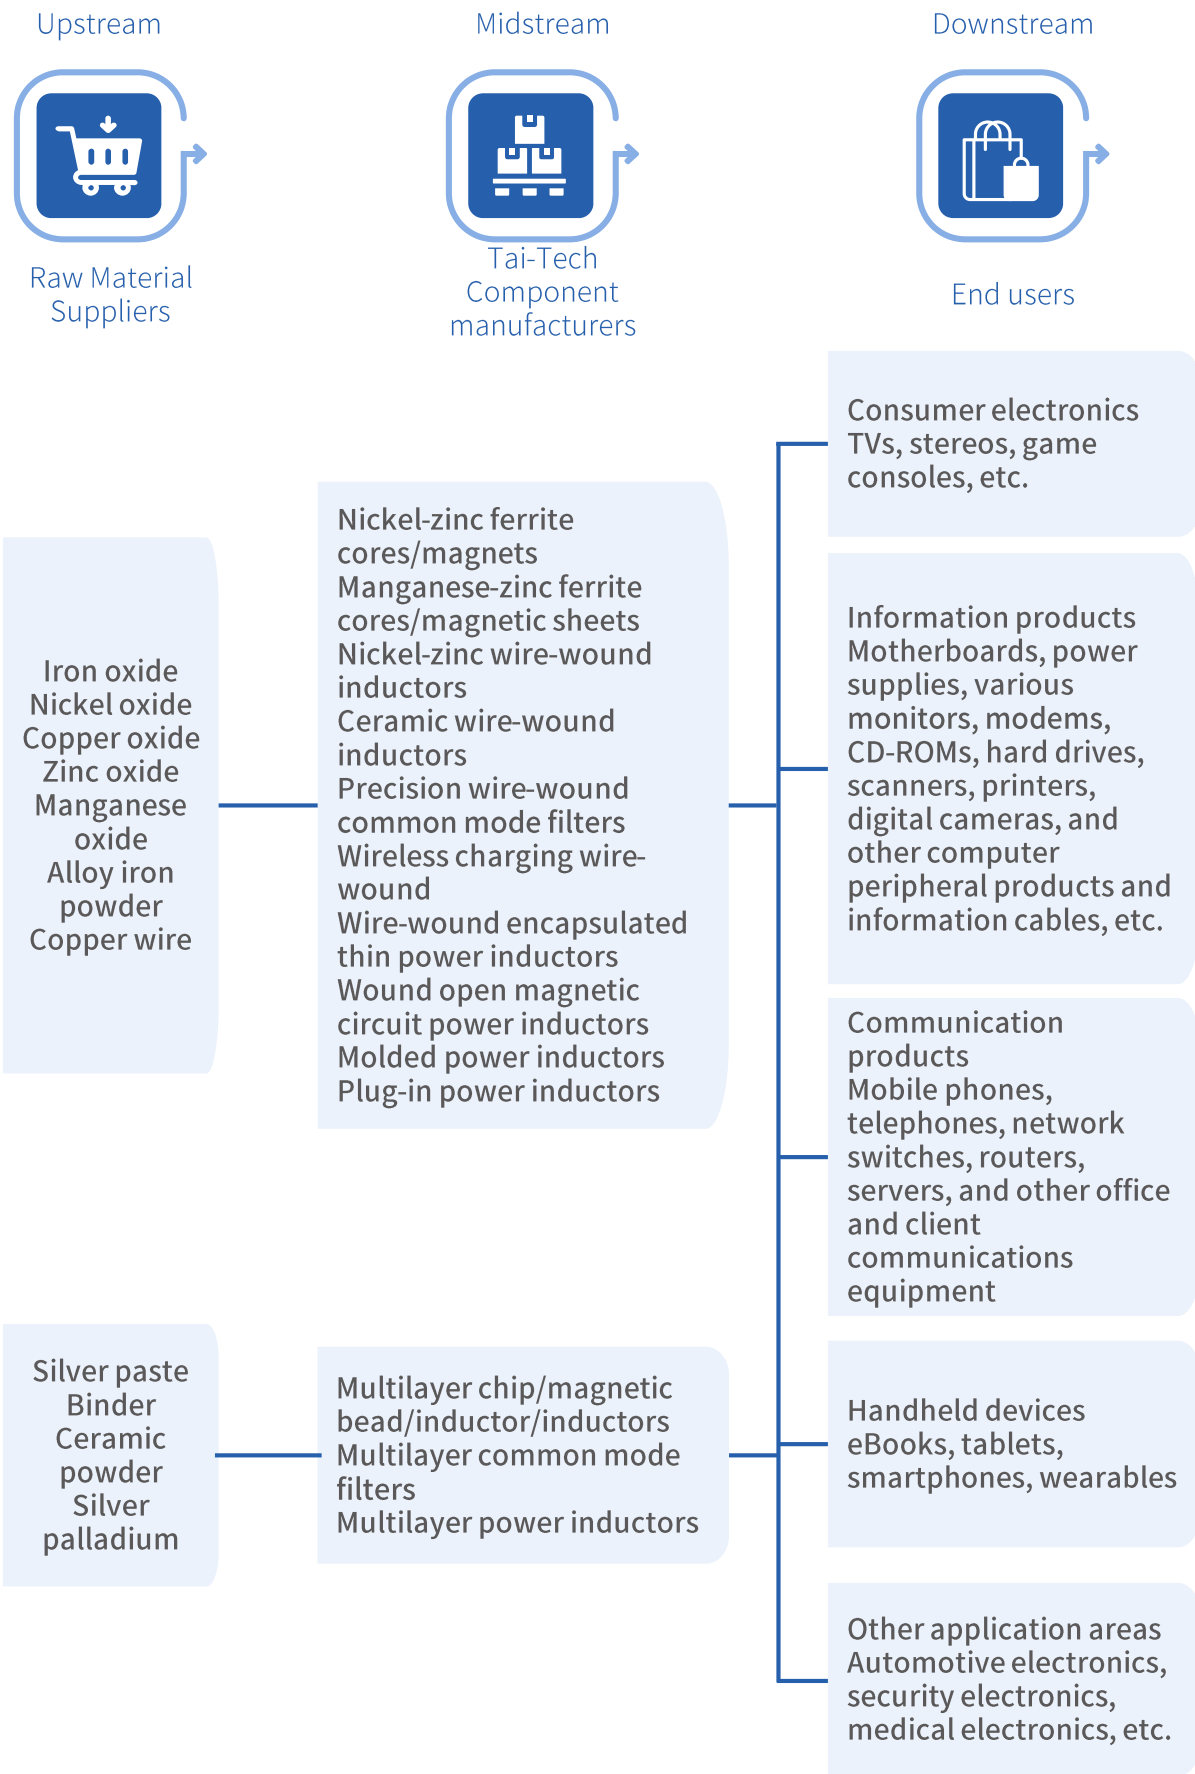 Upstream
Midstream
Downstream
Raw Material
Suppliers
Tai-Tech
Component
manufacturers
End users
Iron oxide
Nickel oxide
Copper oxide
Zinc oxide
Manganese
oxide
Alloy iron
powder
Copper wire
Nickel-zinc ferrite
cores/magnets
Manganese-zinc ferrite
cores/magnetic sheets
Nickel-zinc wire-wound
inductors
Ceramic wire-wound
inductors
Precision wire-wound
common mode filters
Wireless charging wire-
wound
Wire-wound encapsulated
thin power inductors
Wound open magnetic
circuit power inductors
Molded power inductors
Plug-in power inductors
Consumer electronics
TVs, stereos, game
consoles, etc.
Information products
Motherboards, power
supplies, various
monitors, modems,
CD-ROMs, hard drives,
scanners, printers,
digital cameras, and
other computer
peripheral products and
information cables, etc.
Communication
products
Mobile phones,
telephones, network
switches, routers,
servers, and other office
and client
communications
equipment
Silver paste
Binder
Ceramic
powder
Silver
palladium
Multilayer chip/magnetic
bead/inductor/inductors
Multilayer common mode
filters
Multilayer power inductors
Handheld devices
eBooks, tablets,
smartphones, wearables
Other application areas
Automotive electronics,
security electronics,
medical electronics, etc.